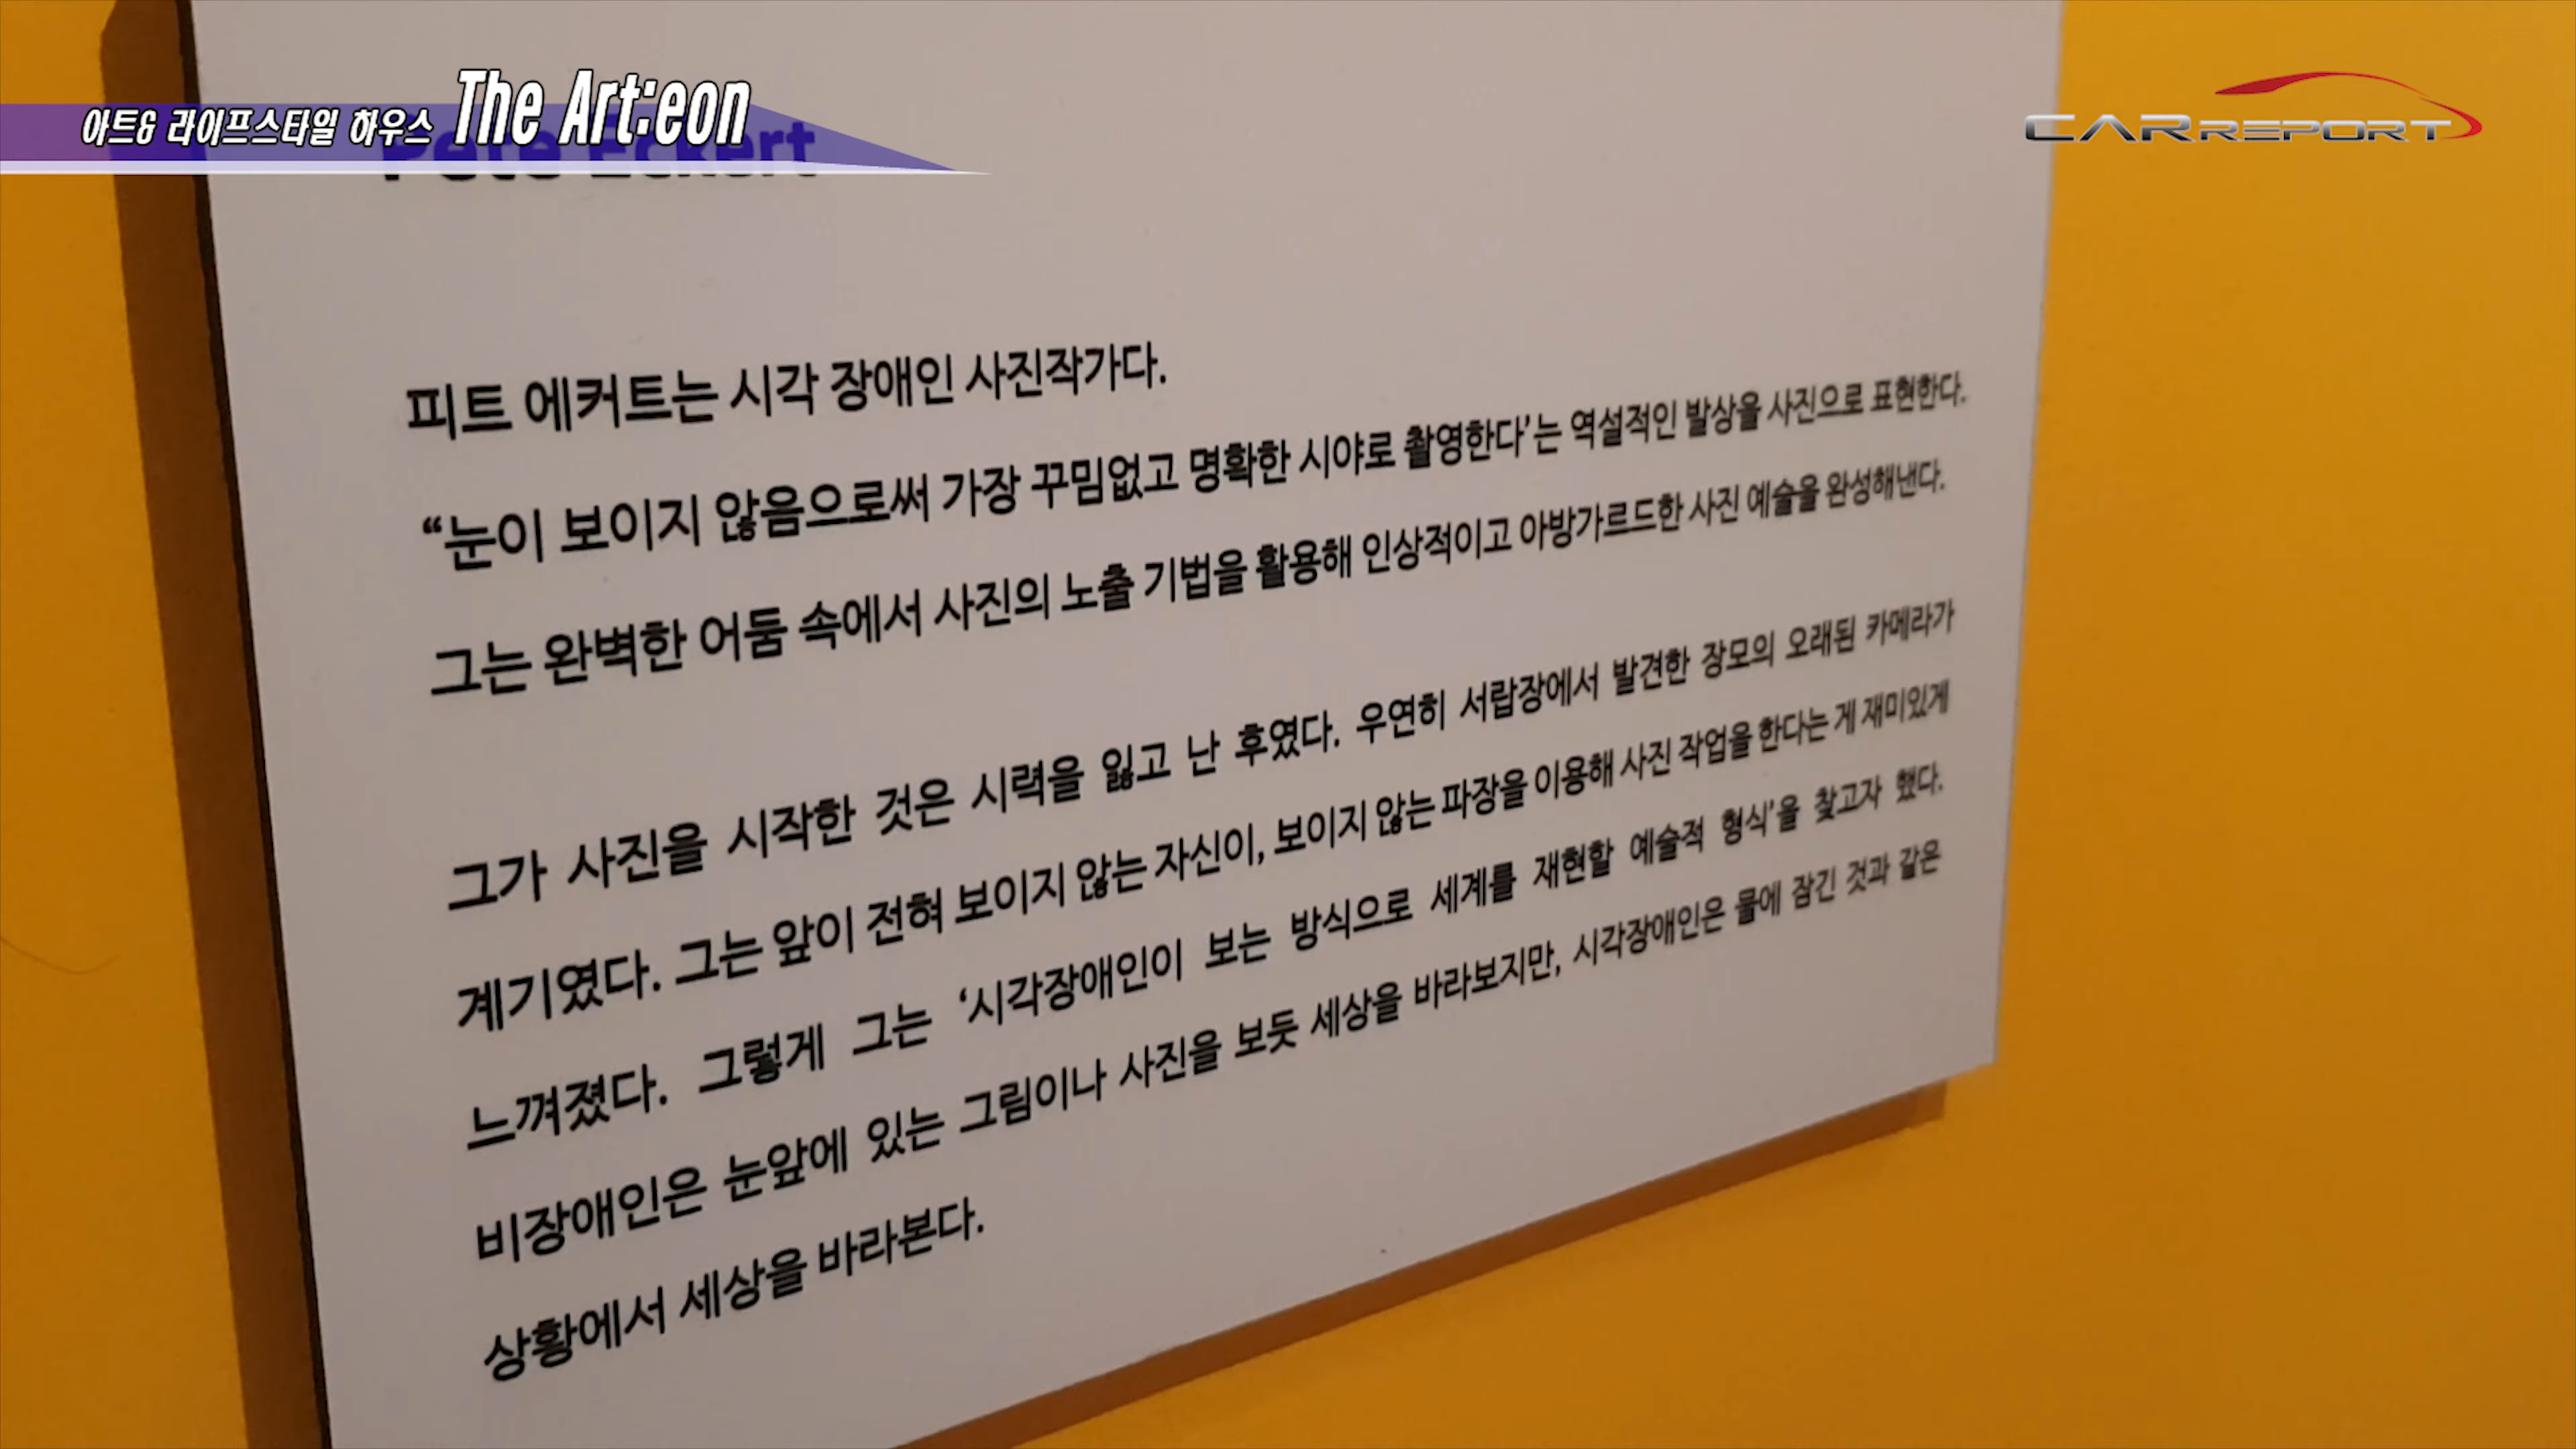 아트& 라이프스타일 하우스 The Art:eon
CARREPORT
Pete Eckert
피트 에커트는 시각 장애인 사진작가다.
“눈이 보이지 않음으로써 가장 꾸밈없고 명확한 시야로 촬영한다’는 역설적인 발상을 사진으로 표현한다.
그는 완벽한 어둠 속에서 사진의 노출 기법을 활용해 인상적이고 아방가르드한 사진 예술을 완성해낸다.
그가 사진을 시작한 것은 시력을 잃고 난 후였다. 우연히 서랍장에서 발견한 장모의 오래된 카메라가
계기였다. 그는 앞이 전혀 보이지 않는 자신이, 보이지 않는 파장을 이용해 사진 작업을 한다는 게 재미있게
느껴졌다. 그렇게 그는 ‘시각장애인이 보는 방식으로 세계를 재현할 예술적 형식’을 찾고자 했다.
비장애인은 눈앞에 있는 그림이나 사진을 보듯 세상을 바라보지만, 시각장애인은 물에 잠긴 것과 같은
상황에서 세상을 바라본다.